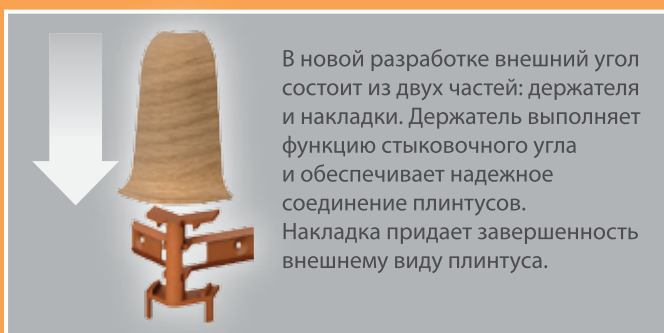 В новой разработке внешний угол
состоит из двух частей: держателя
и накладки. Держатель выполняет
функцию стыковочного угла
и обеспечивает надежное
соединение плинтусов.
Накладка придает завершенность
внешнему виду плинтуса.